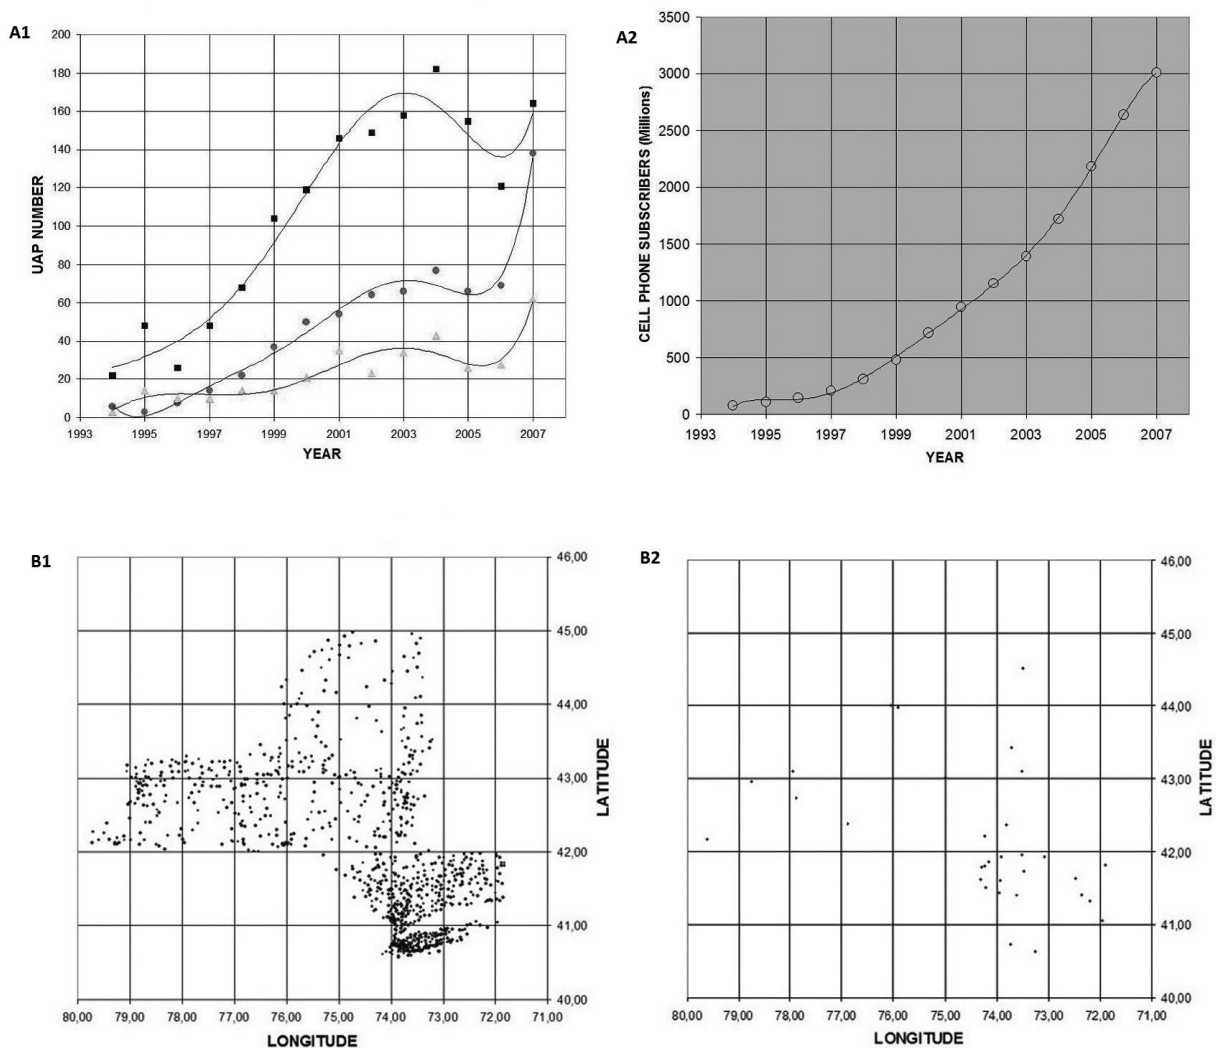 A1
200
180
160
140
120
100
80
60
40
20
0
UAP NUMBER
1993 1995 1997 1999 2001 2003 2005 2007
YEAR
A2
3500
3000
2500
2000
1500
1000
500
0
CELL PHONE SUBSCRIBERS (Millions)
1993 1995 1997 1999 2001 2003 2005 2007
YEAR
B1
46,00
45,00
44,00
43,00
42,00
41,00
40,00
LATITUDE
80,00 79,00 78,00 77,00 76,00 75,00 74,00 73,00 72,00 71,00
LONGITUDE
B2
46,00
45,00
44,00
43,00
42,00
41,00
40,00
LATITUDE
80,00 79,00 78,00 77,00 76,00 75,00 74,00 73,00 72,00 71,00
LONGITUDE